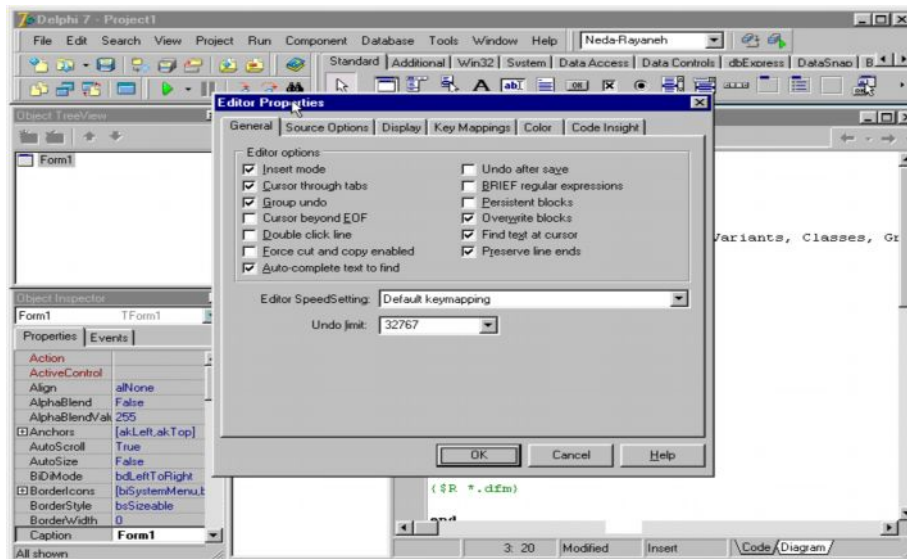 Delphi 7 - Project1
File Edit Search View Project Run Component Database Tools Window Help Neda-Rayaneh
Standard Additional Win32 System Data Access Data Controls dbExpress DataSnap B
Object TreeView
Form1
Editor Properties
General Source Options Display Key Mappings Color Code Insight
Editor options
Insert mode
Cursor through tabs
Group undo
Cursor beyond EOF
Double click line
Force cut and copy enabled
Auto-complete text to find
Undo after save
BRIEF regular expressions
Persistent blocks
Overwrite blocks
Find text at cursor
Preserve line ends
Editor SpeedSetting: Default keymapping
Undo limit: 32767
OK Cancel Help
Variants, Classes, Gr
Object Inspector
Form1 TForm1
Properties Events
Action
ActiveControl
Align alNone
AlphaBlend False
AlphaBlendValu 255
Anchors [akLeft,akTop]
AutoScroll True
AutoSize False
BiDiMode bdLeftToRight
BorderIcons [biSystemMenu,b
BorderStyle bsSizeable
BorderWidth 0
Caption Form1
All shown
{$R *.dfm}
end
3: 20 Modified Insert Code Diagram